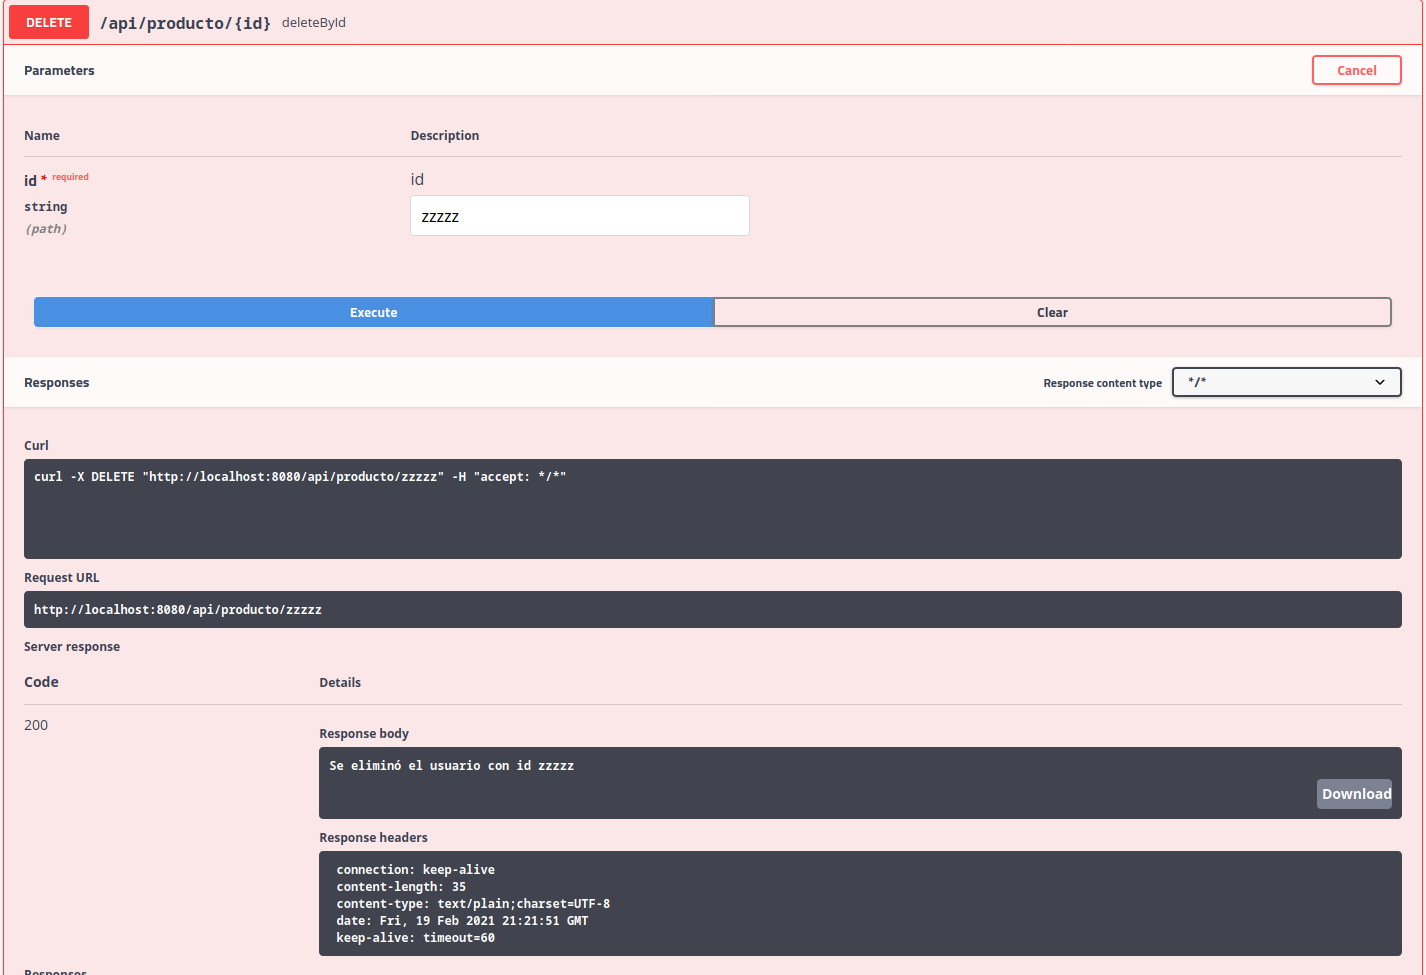 DELETE /api/producto/{id} deleteById
Parameters
Cancel
Name Description
id * required
string
(path)
id
zzzzz
Execute Clear
Responses
Response content type */*
Curl
curl -X DELETE "http://localhost:8080/api/producto/zzzzz" -H "accept: */*"
Request URL
http://localhost:8080/api/producto/zzzzz
Server response
Code Details
200
Response body
Se eliminó el usuario con id zzzzz
Download
Response headers
connection: keep-alive
content-length: 35
content-type: text/plain;charset=UTF-8
date: Fri, 19 Feb 2021 21:21:51 GMT
keep-alive: timeout=60
Responses